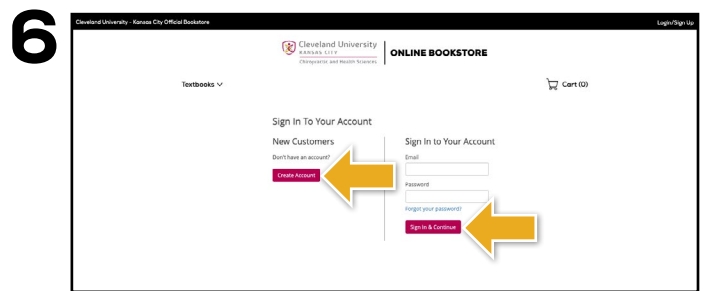 6
Cleveland University - Kansas City Official Bookstore
Login/Sign Up
Cleveland University
KANSAS CITY
Chiropractic and Health Sciences
ONLINE BOOKSTORE
Textbooks
Cart (0)
Sign In To Your Account
New Customers
Don't have an account?
Create Account
Sign In to Your Account
Email
Password
Forget your password?
Sign In & Continue